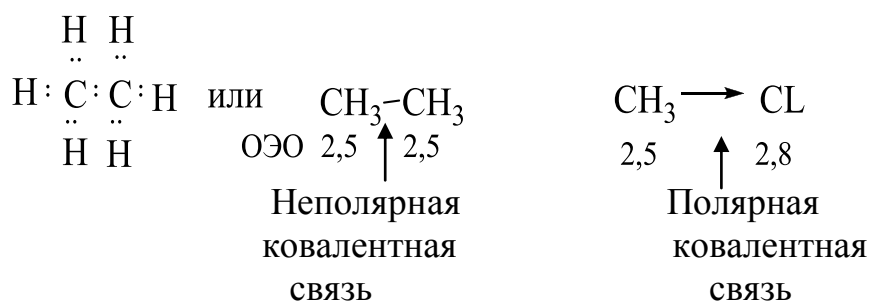 H H
H : C : C : H или CH₃–CH₃ CH₃ → CL
H H ОЭО 2,5 2,5 2,5 2,8
Неполярная Полярная
ковалентная ковалентная
связь связь